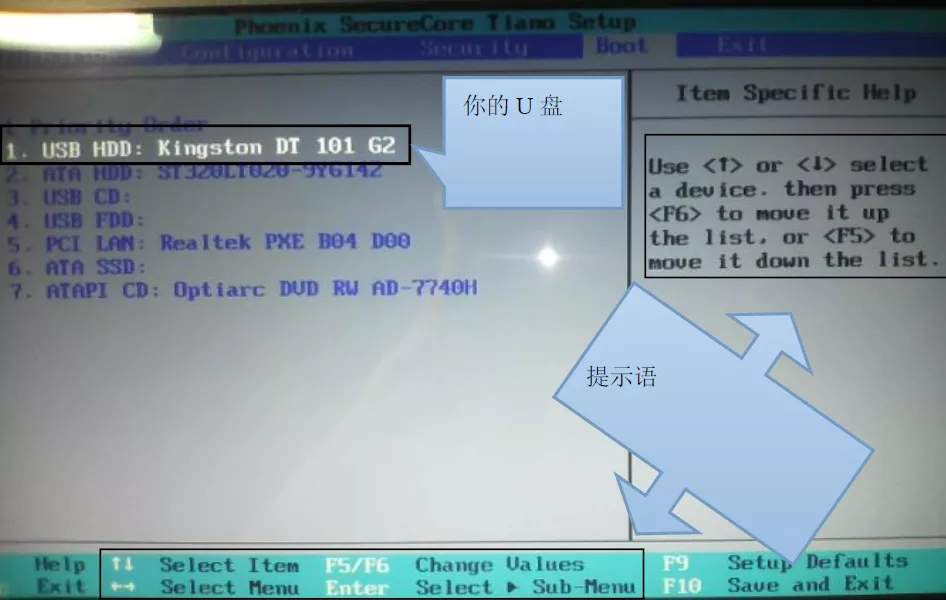 Phoenix SecureCore Tiano Setup
Configuration Security Boot Exit
Priority Order
1. USB HDD: Kingston DT 101 G2
2. ATA HDD: ST320LT020-9YG142
3. USB CD:
4. USB FDD:
5. PCI LAN: Realtek PXE B04 D00
6. ATA SSD:
7. ATAPI CD: Optiarc DVD RW AD-7740H
你的 U 盘
Item Specific Help
Use <↑> or <↓> select
a device. then press
<F6> to move it up
the list, or <F5> to
move it down the list.
提示语
Help ↑↓ Select Item F5/F6 Change Values F9 Setup Defaults
Exit ←→ Select Menu Enter Select ▶ Sub-Menu F10 Save and Exit